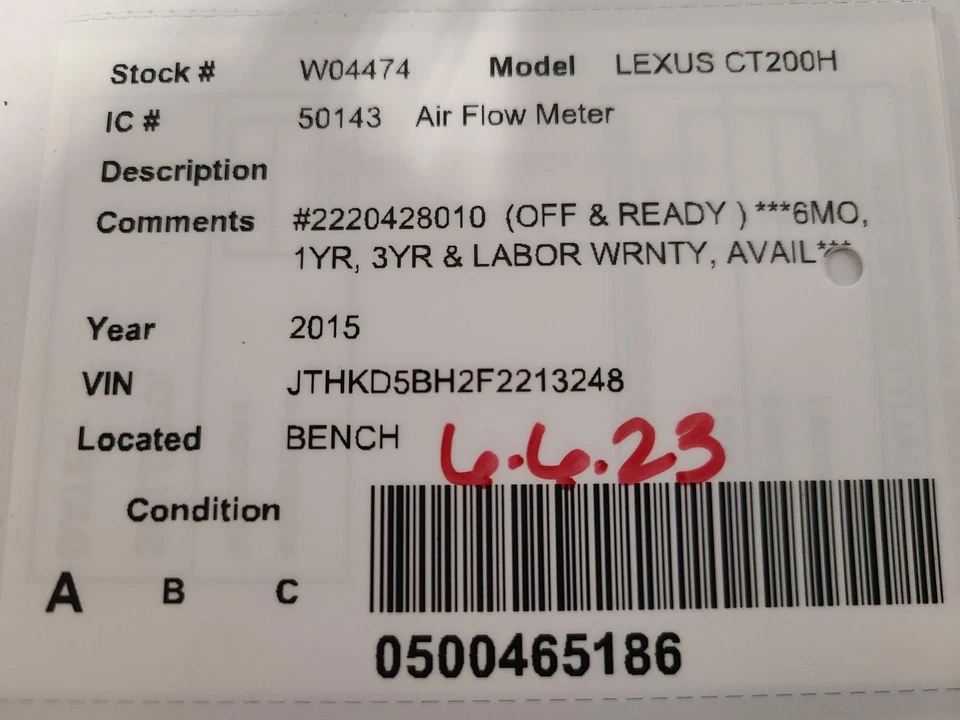 Stock # W04474 Model LEXUS CT200H
IC # 50143 Air Flow Meter
Description
Comments #2220428010 (OFF & READY ) ***6MO,
1YR, 3YR & LABOR WRNTY, AVAIL***
Year 2015
VIN JTHKD5BH2F2213248
Located BENCH 6.6.23
Condition
A B C
0500465186